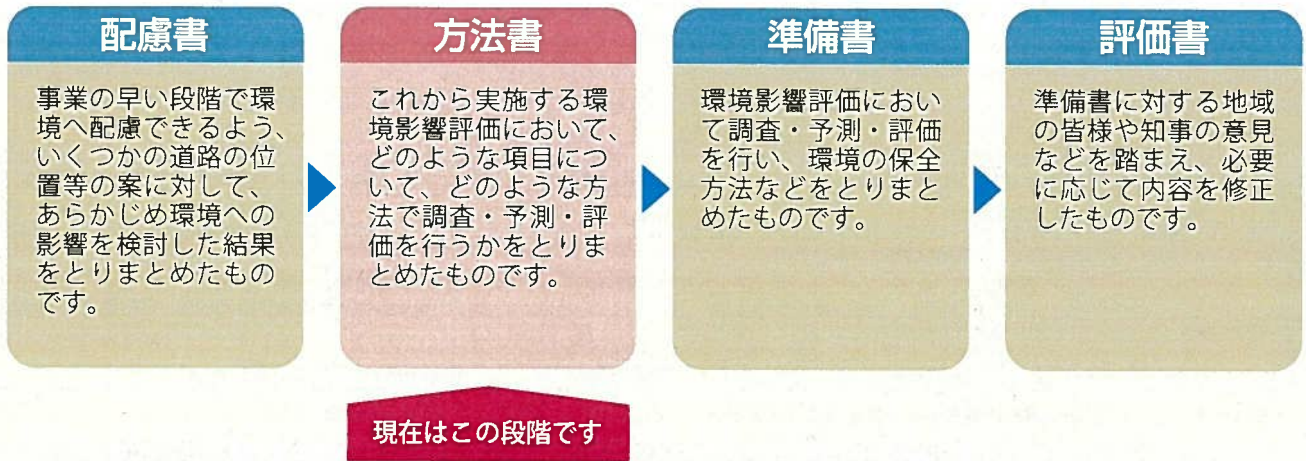 配慮書
事業の早い段階で環
境へ配慮できるよう、
いくつかの道路の位
置等の案に対して、
あらかじめ環境への
影響を検討した結果
をとりまとめたもの
です。
方法書
これから実施する環
境影響評価において、
どのような項目につ
いて、どのような方
法で調査・予測・評
価を行うかをとりま
とめたものです。
現在はこの段階です
準備書
環境影響評価におい
て調査・予測・評価
を行い、環境の保全
方法などをとりまと
めたものです。
評価書
準備書に対する地域
の皆様や知事の意見
などを踏まえ、必要
に応じて内容を修正
したものです。